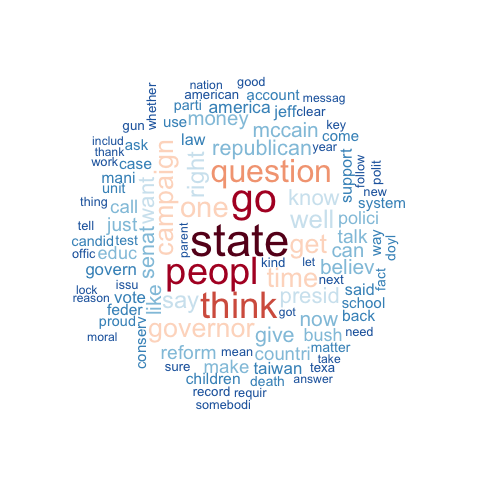 nation
good
american
account
messag
whether
parti
america
jeff
clear
gun
use
money
mccain
come
key
includ
ask
law
republican
year
thank
work
case
campaign
right
question
support
follow
polit
mani
unit
want
one
go
know
new
system
thing
call
well
polici
tell
just
senat
parent
state
get
talk
way
doyl
candid
test
can
fact
offic
educ
peopl
kind
let
believ
govern
like
time
next
issu
lock
reason
vote
say
think
presid
said
school
feder
got
proud
governor
now
back
moral
conserv
give
bush
need
reform
mean
countri
matter
take
sure
make
taiwan
texa
children
death
answer
record
requir
somebodi